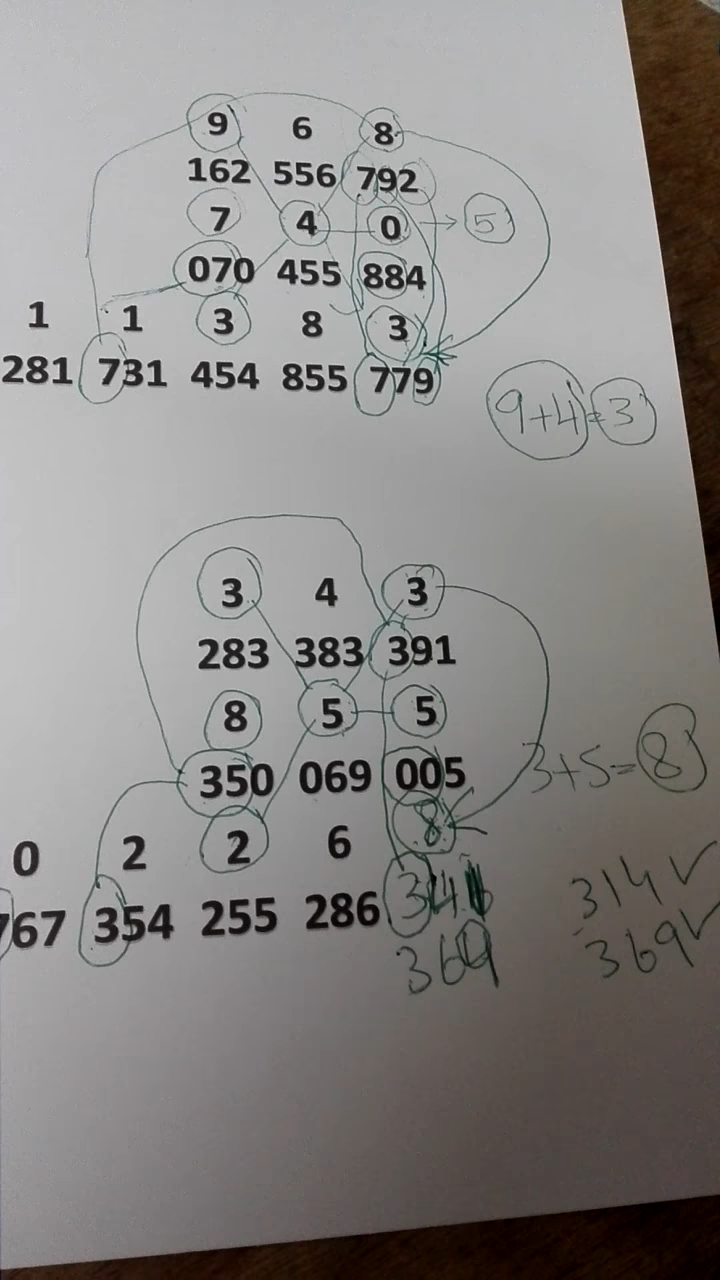 9 6 8
162 556 792
7 4 0 → 5
070 455 884
1 1 3 8 3
281 731 454 855 779
9+4=3
3 4 3
283 383 391
8 5 5
350 069 005
3+5=8
0 2 2 6 8
767 354 255 286 314
369
314✓
369✓